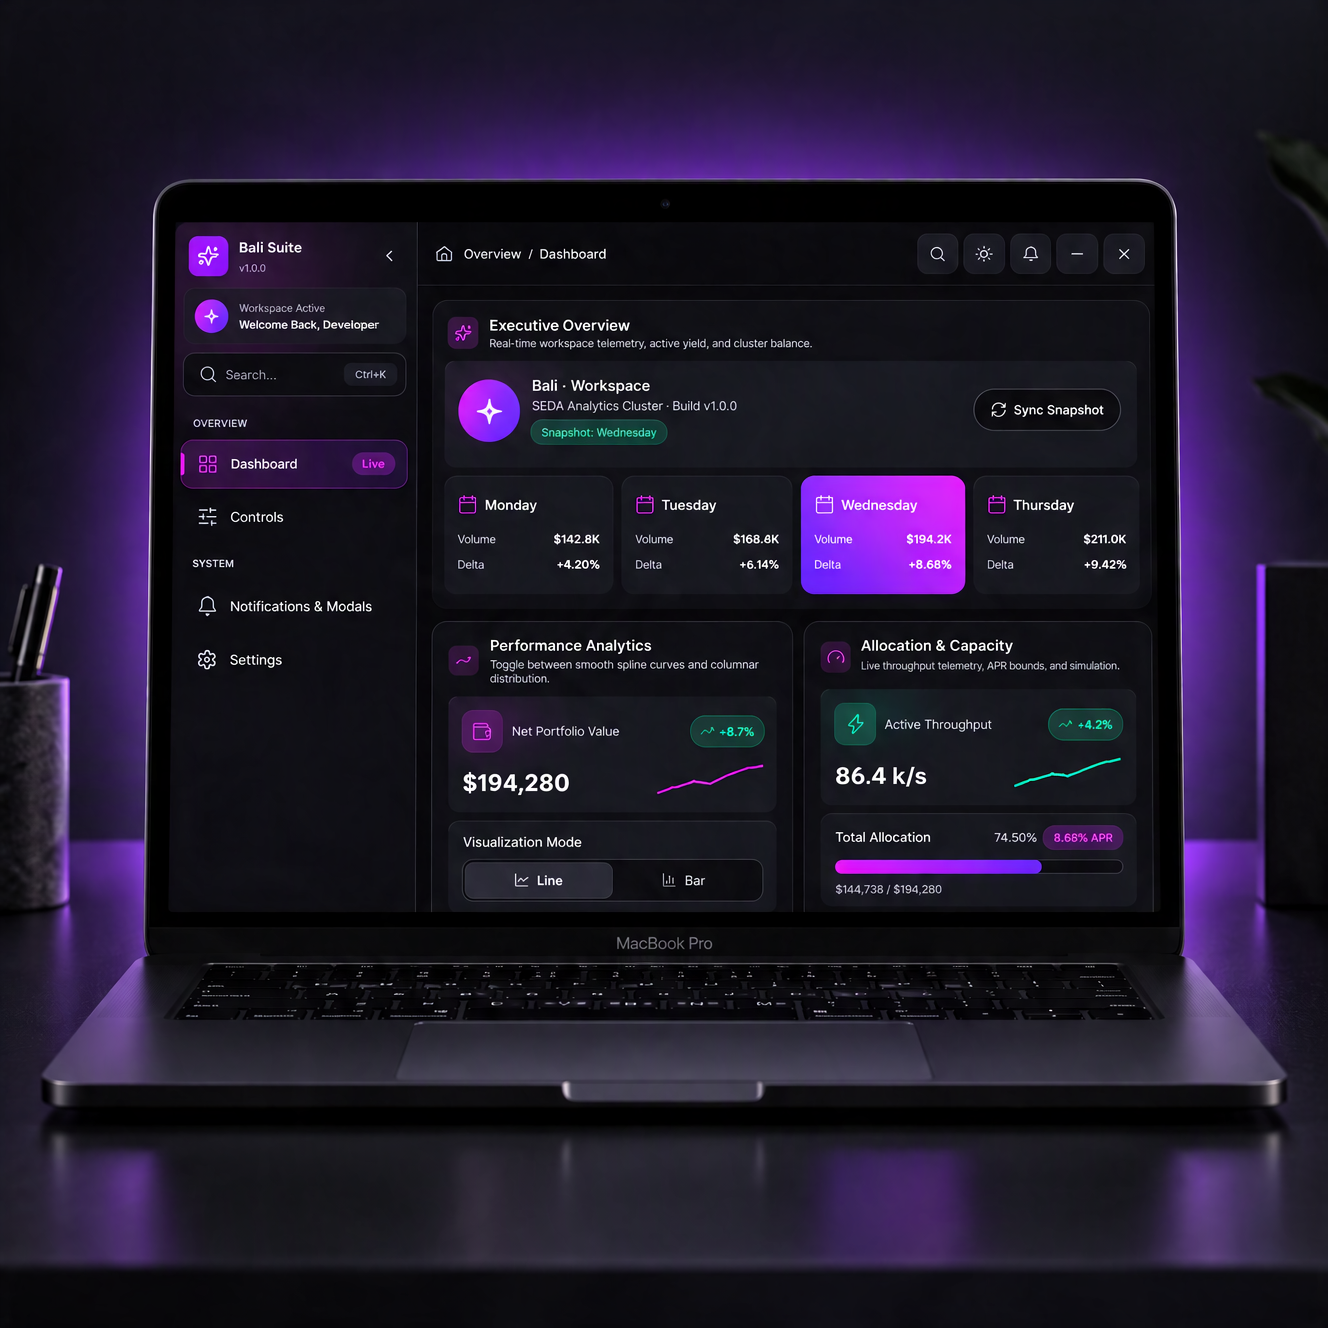 Bali Suite
v1.0.0
Workspace Active
Welcome Back, Developer
Search...
Ctrl+K
OVERVIEW
Dashboard
Live
Controls
SYSTEM
Notifications & Modals
Settings
Overview / Dashboard
Executive Overview
Real-time workspace telemetry, active yield, and cluster balance.
Bali · Workspace
SEDA Analytics Cluster · Build v1.0.0
Snapshot: Wednesday
Sync Snapshot
Monday
Volume $142.8K
Delta +4.20%
Tuesday
Volume $168.6K
Delta +6.14%
Wednesday
Volume $194.2K
Delta +8.68%
Thursday
Volume $211.0K
Delta +9.42%
Performance Analytics
Toggle between smooth spline curves and columnar
distribution.
Net Portfolio Value
+8.7%
$194,280
Visualization Mode
Line
Bar
Allocation & Capacity
Live throughput telemetry, APR bounds, and simulation.
Active Throughput
+4.2%
86.4 k/s
Total Allocation
74.50%
8.68% APR
$144,738 / $194,280
MacBook Pro